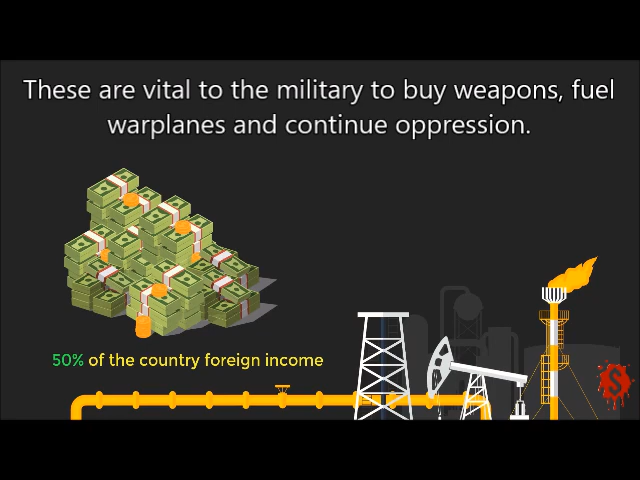 These are vital to the military to buy weapons, fuel
warplanes and continue oppression.
50% of the country foreign income
$